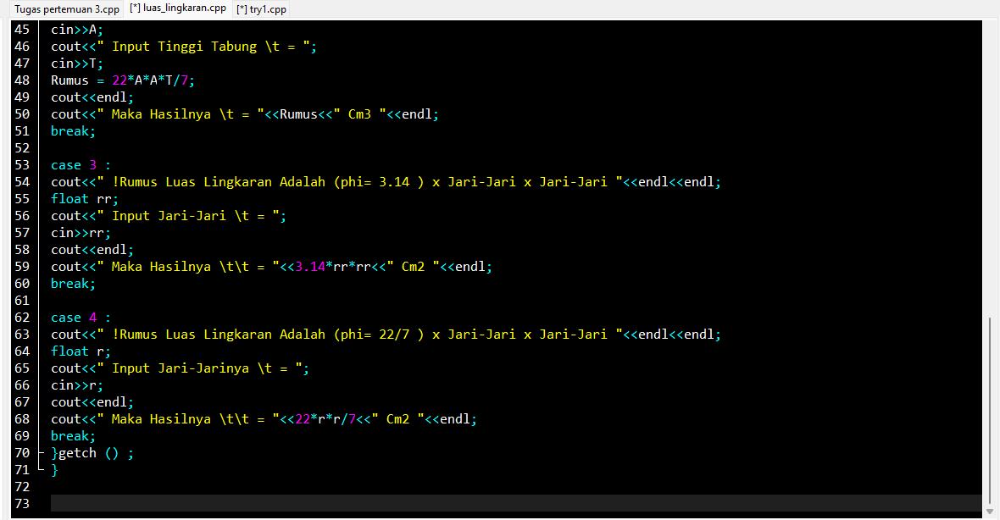 Tugas pertemuan 3.cpp [*] luas_lingkaran.cpp [*] try1.cpp
45 cin>>A;
46 cout<<" Input Tinggi Tabung \t = ";
47 cin>>T;
48 Rumus = 22*A*A*T/7;
49 cout<<endl;
50 cout<<" Maka Hasilnya \t = "<<Rumus<<" Cm3 "<<endl;
51 break;
52
53 case 3 :
54 cout<<" !Rumus Luas Lingkaran Adalah (phi= 3.14 ) x Jari-Jari x Jari-Jari "<<endl<<endl;
55 float rr;
56 cout<<" Input Jari-Jari \t = ";
57 cin>>rr;
58 cout<<endl;
59 cout<<" Maka Hasilnya \t\t = "<<3.14*rr*rr<<" Cm2 "<<endl;
60 break;
61
62 case 4 :
63 cout<<" !Rumus Luas Lingkaran Adalah (phi= 22/7 ) x Jari-Jari x Jari-Jari "<<endl<<endl;
64 float r;
65 cout<<" Input Jari-Jarinya \t = ";
66 cin>>r;
67 cout<<endl;
68 cout<<" Maka Hasilnya \t\t = "<<22*r*r/7<<" Cm2 "<<endl;
69 break;
70 }getch () ;
71 }
72
73